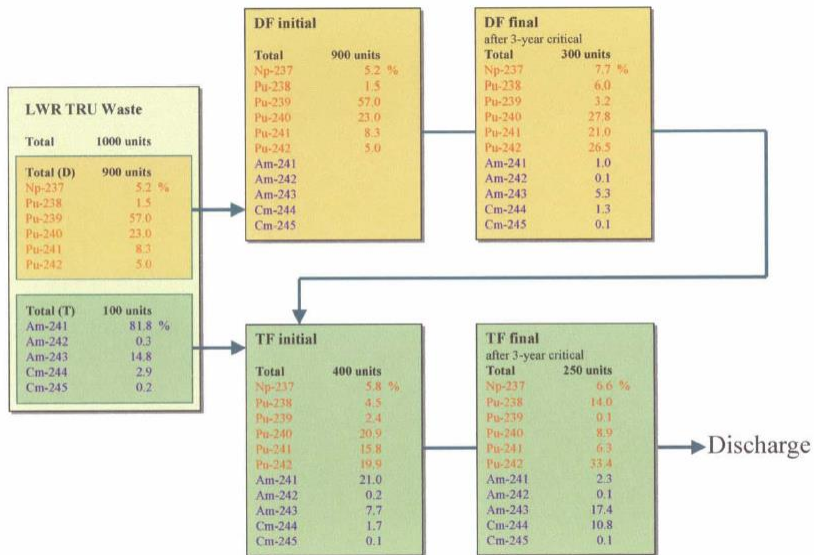 LWR TRU Waste
Total 1000 units
Total (D) 900 units
Np-237 5.2 %
Pu-238 1.5
Pu-239 57.0
Pu-240 23.0
Pu-241 8.3
Pu-242 5.0
Total (T) 100 units
Am-241 81.8 %
Am-242 0.3
Am-243 14.8
Cm-244 2.9
Cm-245 0.2
DF initial
Total 900 units
Np-237 5.2 %
Pu-238 1.5
Pu-239 57.0
Pu-240 23.0
Pu-241 8.3
Pu-242 5.0
Am-241
Am-242
Am-243
Cm-244
Cm-245
DF final
after 3-year critical
Total 300 units
Np-237 7.7 %
Pu-238 6.0
Pu-239 3.2
Pu-240 27.8
Pu-241 21.0
Pu-242 26.5
Am-241 1.0
Am-242 0.1
Am-243 5.3
Cm-244 1.3
Cm-245 0.1
TF initial
Total 400 units
Np-237 5.8 %
Pu-238 4.5
Pu-239 2.4
Pu-240 20.9
Pu-241 15.8
Pu-242 19.9
Am-241 21.0
Am-242 0.2
Am-243 7.7
Cm-244 1.7
Cm-245 0.1
TF final
after 3-year critical
Total 250 units
Np-237 6.6 %
Pu-238 14.0
Pu-239 0.1
Pu-240 8.9
Pu-241 6.3
Pu-242 33.4
Am-241 2.3
Am-242 0.1
Am-243 17.4
Cm-244 10.8
Cm-245 0.1
Discharge